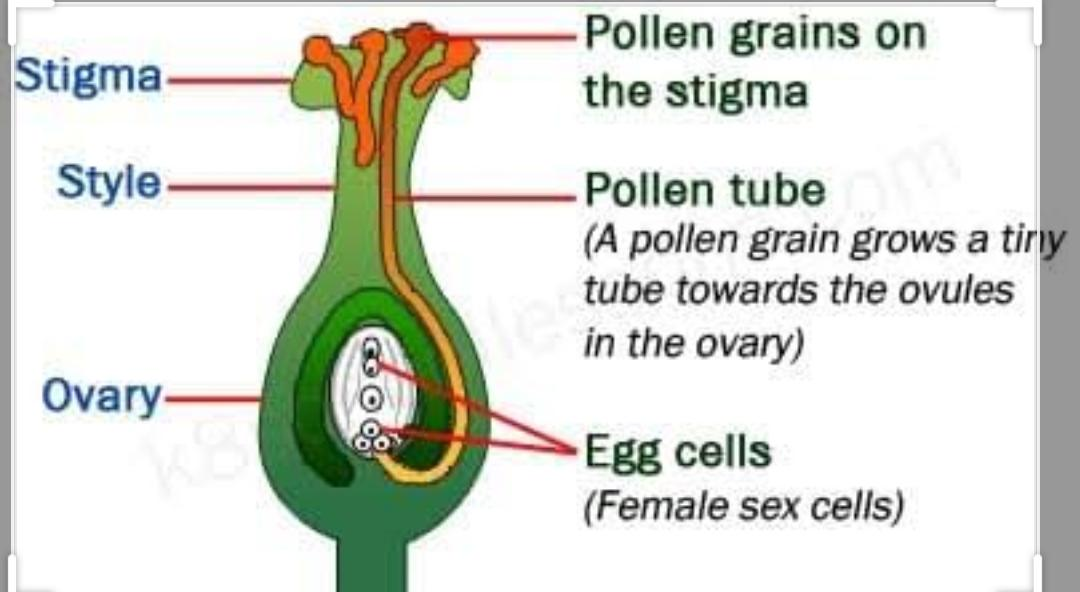 Stigma
Style
Ovary
Pollen grains on
the stigma
Pollen tube
(A pollen grain grows a tiny
tube towards the ovules
in the ovary)
Egg cells
(Female sex cells)